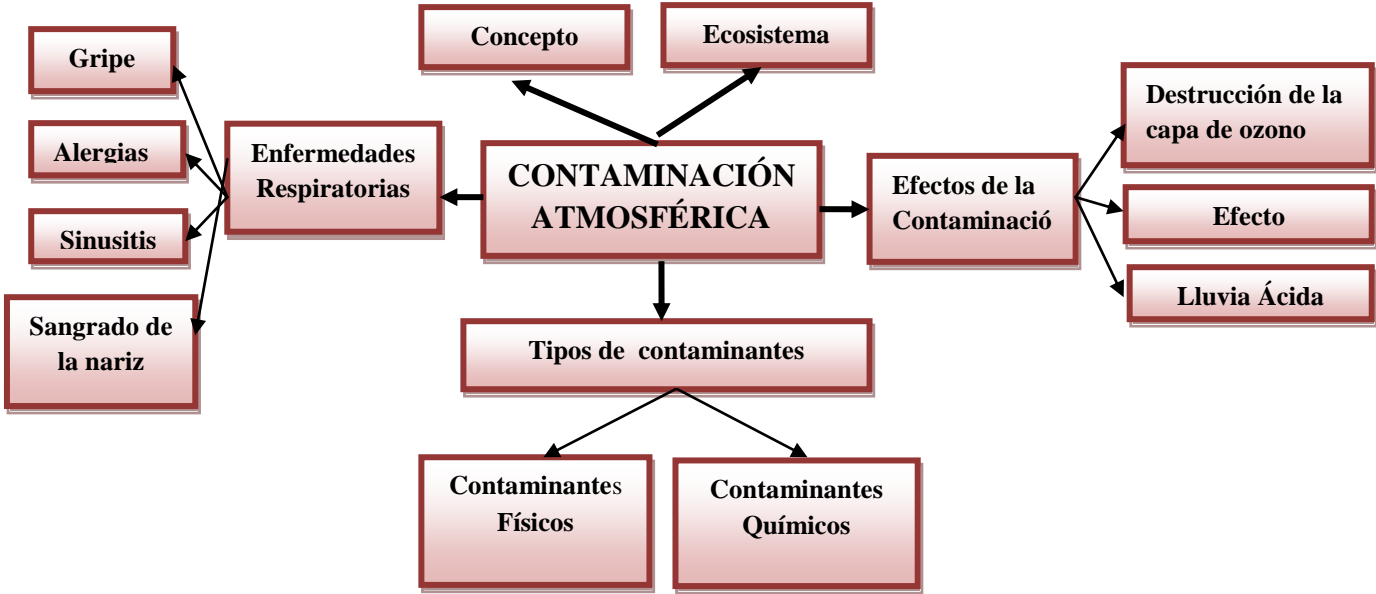 Concepto
Ecosistema
Gripe
Alergias
Sinusitis
Sangrado de
la nariz
Enfermedades
Respiratorias
CONTAMINACIÓN
ATMOSFÉRICA
Efectos de la
Contaminació
Destrucción de la
capa de ozono
Efecto
Lluvia Ácida
Tipos de contaminantes
Contaminantes
Físicos
Contaminantes
Químicos